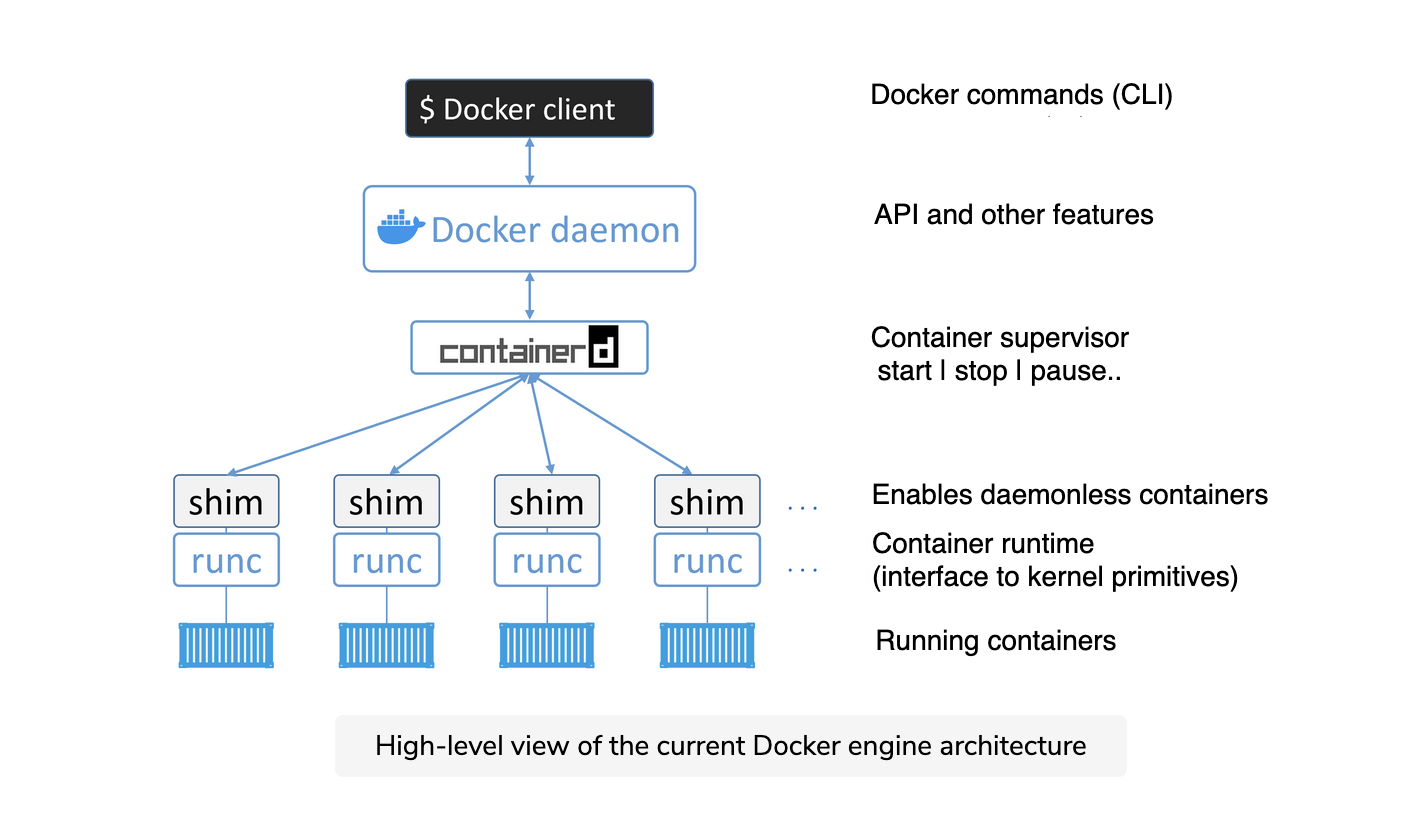 $ Docker client
Docker commands (CLI)
Docker daemon
API and other features
containerd
Container supervisor
start | stop | pause..
shim shim shim shim ...
Enables daemonless containers
runc runc runc runc ...
Container runtime
(interface to kernel primitives)
Running containers
High-level view of the current Docker engine architecture